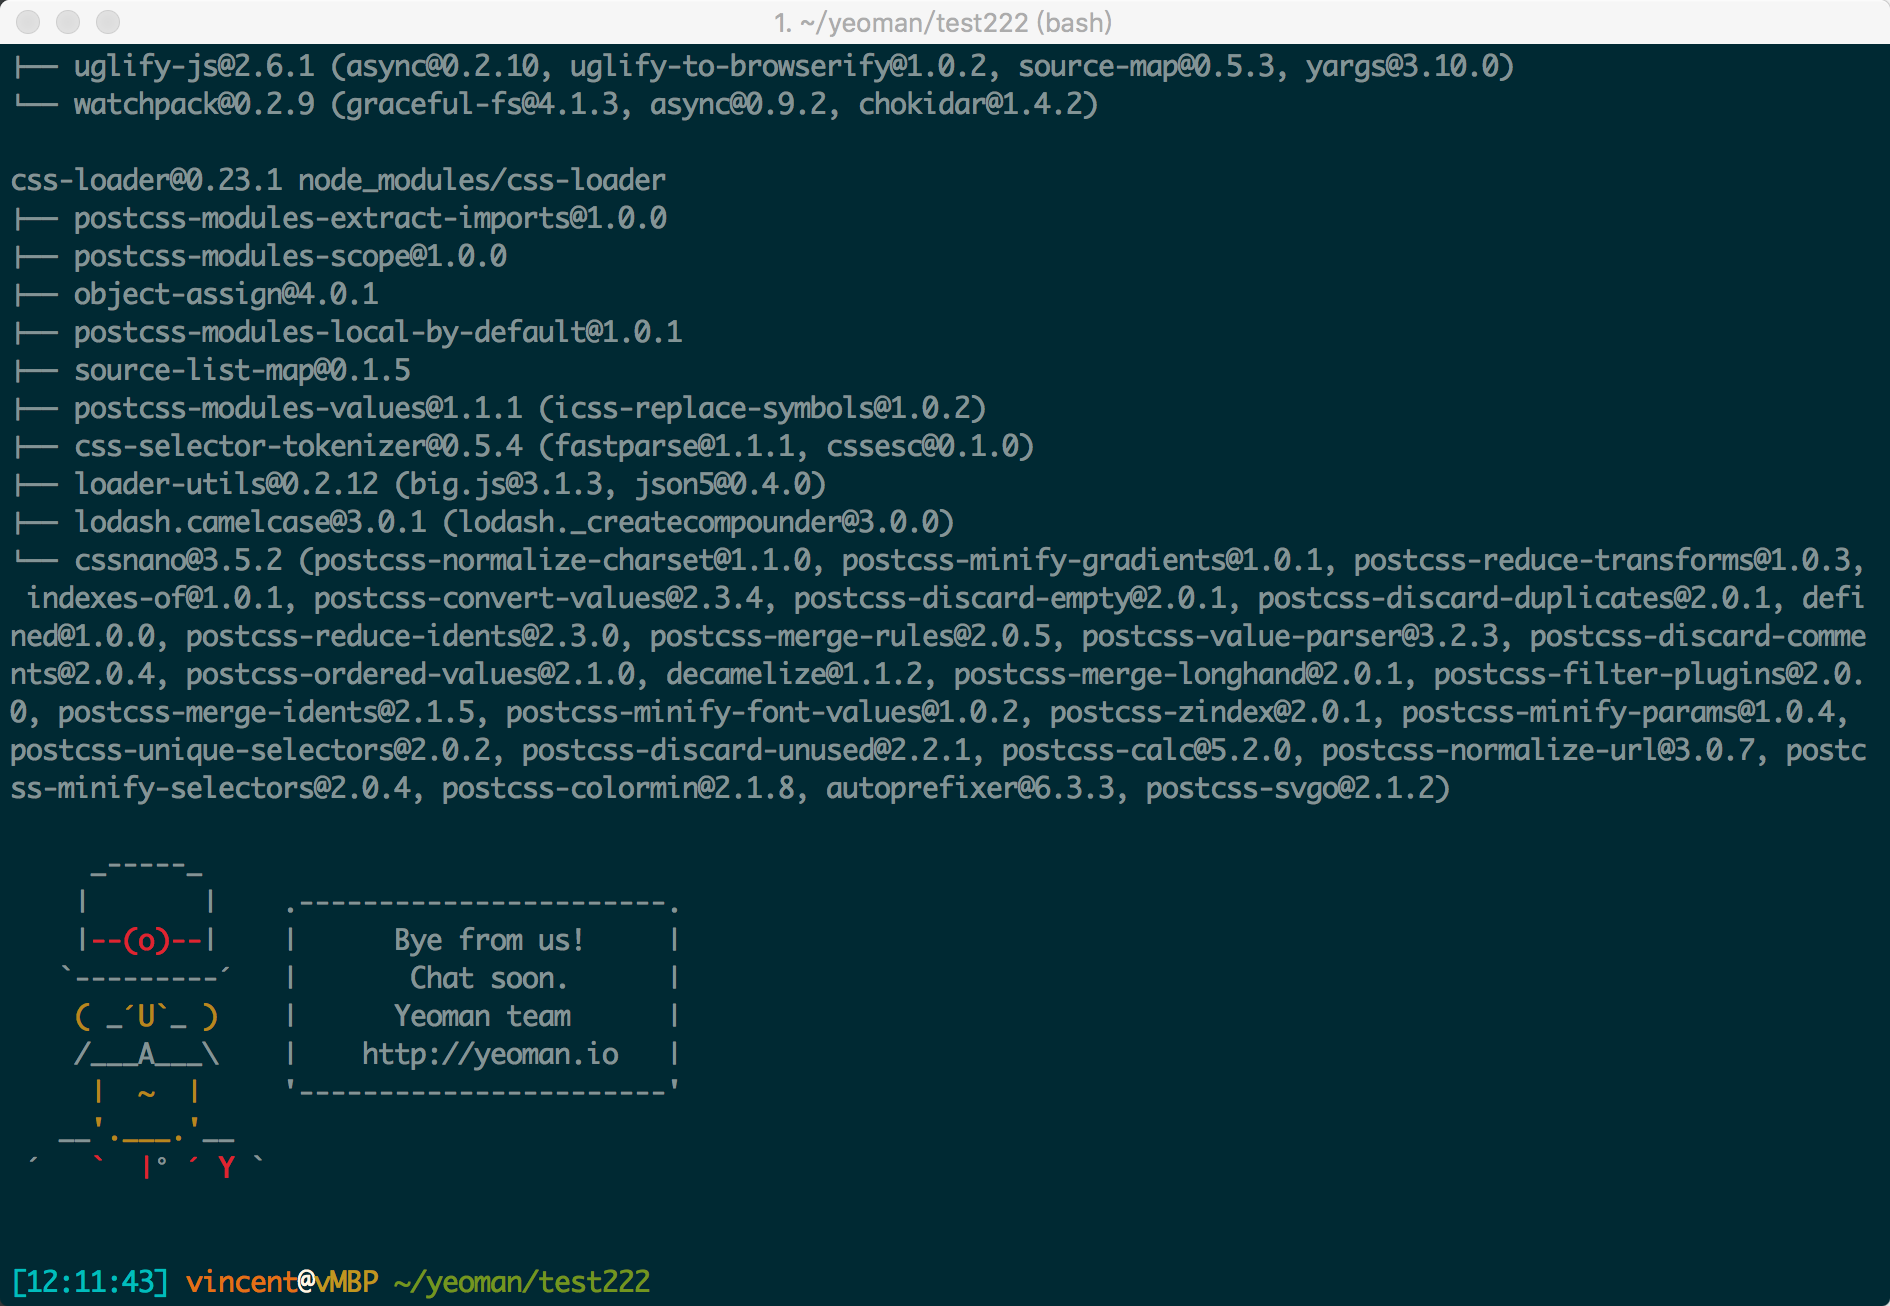 1. ~/yeoman/test222 (bash)
├── uglify-js@2.6.1 (async@0.2.10, uglify-to-browserify@1.0.2, source-map@0.5.3, yargs@3.10.0)
└── watchpack@0.2.9 (graceful-fs@4.1.3, async@0.9.2, chokidar@1.4.2)
css-loader@0.23.1 node_modules/css-loader
├── postcss-modules-extract-imports@1.0.0
├── postcss-modules-scope@1.0.0
├── object-assign@4.0.1
├── postcss-modules-local-by-default@1.0.1
├── source-list-map@0.1.5
├── postcss-modules-values@1.1.1 (icss-replace-symbols@1.0.2)
├── css-selector-tokenizer@0.5.4 (fastparse@1.1.1, cssesc@0.1.0)
├── loader-utils@0.2.12 (big.js@3.1.3, json5@0.4.0)
├── lodash.camelcase@3.0.1 (lodash._createcompounder@3.0.0)
└── cssnano@3.5.2 (postcss-normalize-charset@1.1.0, postcss-minify-gradients@1.0.1, postcss-reduce-transforms@1.0.3,
 indexes-of@1.0.1, postcss-convert-values@2.3.4, postcss-discard-empty@2.0.1, postcss-discard-duplicates@2.0.1, defi
ned@1.0.0, postcss-reduce-idents@2.3.0, postcss-merge-rules@2.0.5, postcss-value-parser@3.2.3, postcss-discard-comme
nts@2.0.4, postcss-ordered-values@2.1.0, decamelize@1.1.2, postcss-merge-longhand@2.0.1, postcss-filter-plugins@2.0.
0, postcss-merge-idents@2.1.5, postcss-minify-font-values@1.0.2, postcss-zindex@2.0.1, postcss-minify-params@1.0.4,
postcss-unique-selectors@2.0.2, postcss-discard-unused@2.2.1, postcss-calc@5.2.0, postcss-normalize-url@3.0.7, postc
ss-minify-selectors@2.0.4, postcss-colormin@2.1.8, autoprefixer@6.3.3, postcss-svgo@2.1.2)
     _-----_
    |       |    .-----------------------.
    |--(o)--|    |      Bye from us!     |
   `---------´   |       Chat soon.      |
    ( _´U`_ )    |      Yeoman team      |
    /___A___\    |    http://yeoman.io   |
     |  ~  |     '-----------------------'
   __'.___.'__
 ´   `  |° ´ Y `
[12:11:43] vincent@vMBP ~/yeoman/test222